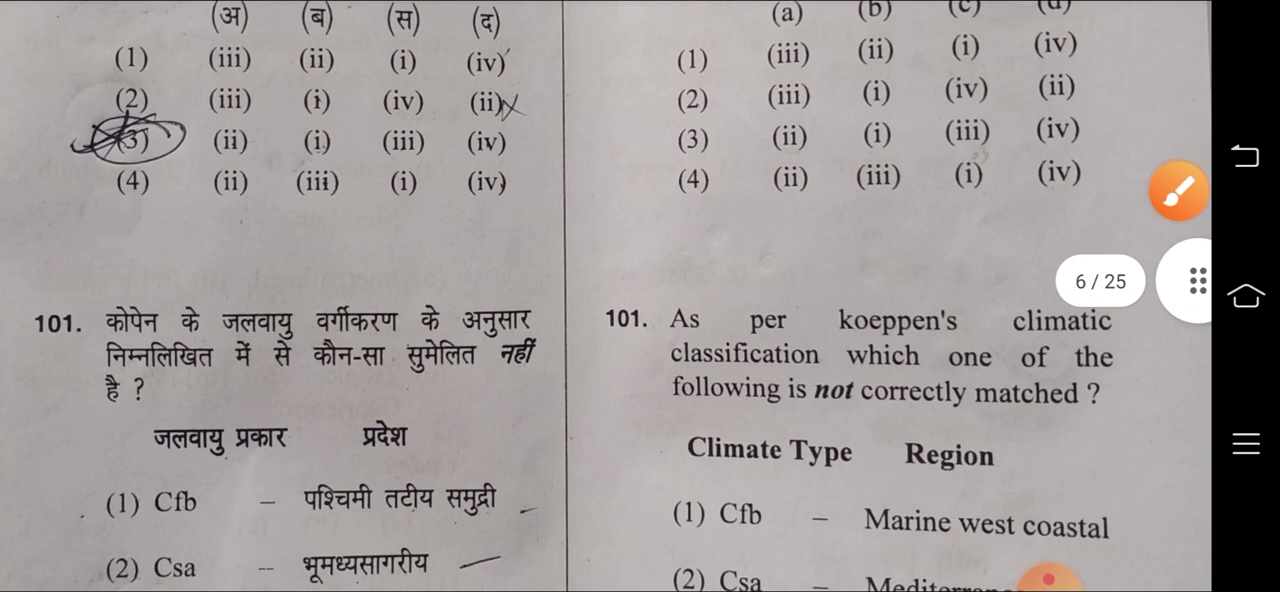 (अ) (ब) (स) (द)
(1) (iii) (ii) (i) (iv)
(2) (iii) (i) (iv) (ii)
(3) (ii) (i) (iii) (iv)
(4) (ii) (iii) (i) (iv)
101. कोपेन के जलवायु वर्गीकरण के अनुसार
निम्नलिखित में से कौन-सा सुमेलित नहीं
है ?
जलवायु प्रकार प्रदेश
(1) Cfb – पश्चिमी तटीय समुद्री
(2) Csa -- भूमध्यसागरीय
(a) (b) (c) (d)
(1) (iii) (ii) (i) (iv)
(2) (iii) (i) (iv) (ii)
(3) (ii) (i) (iii) (iv)
(4) (ii) (iii) (i) (iv)
6 / 25
101. As per koeppen's climatic
classification which one of the
following is not correctly matched ?
Climate Type Region
(1) Cfb – Marine west coastal
(2) Csa –